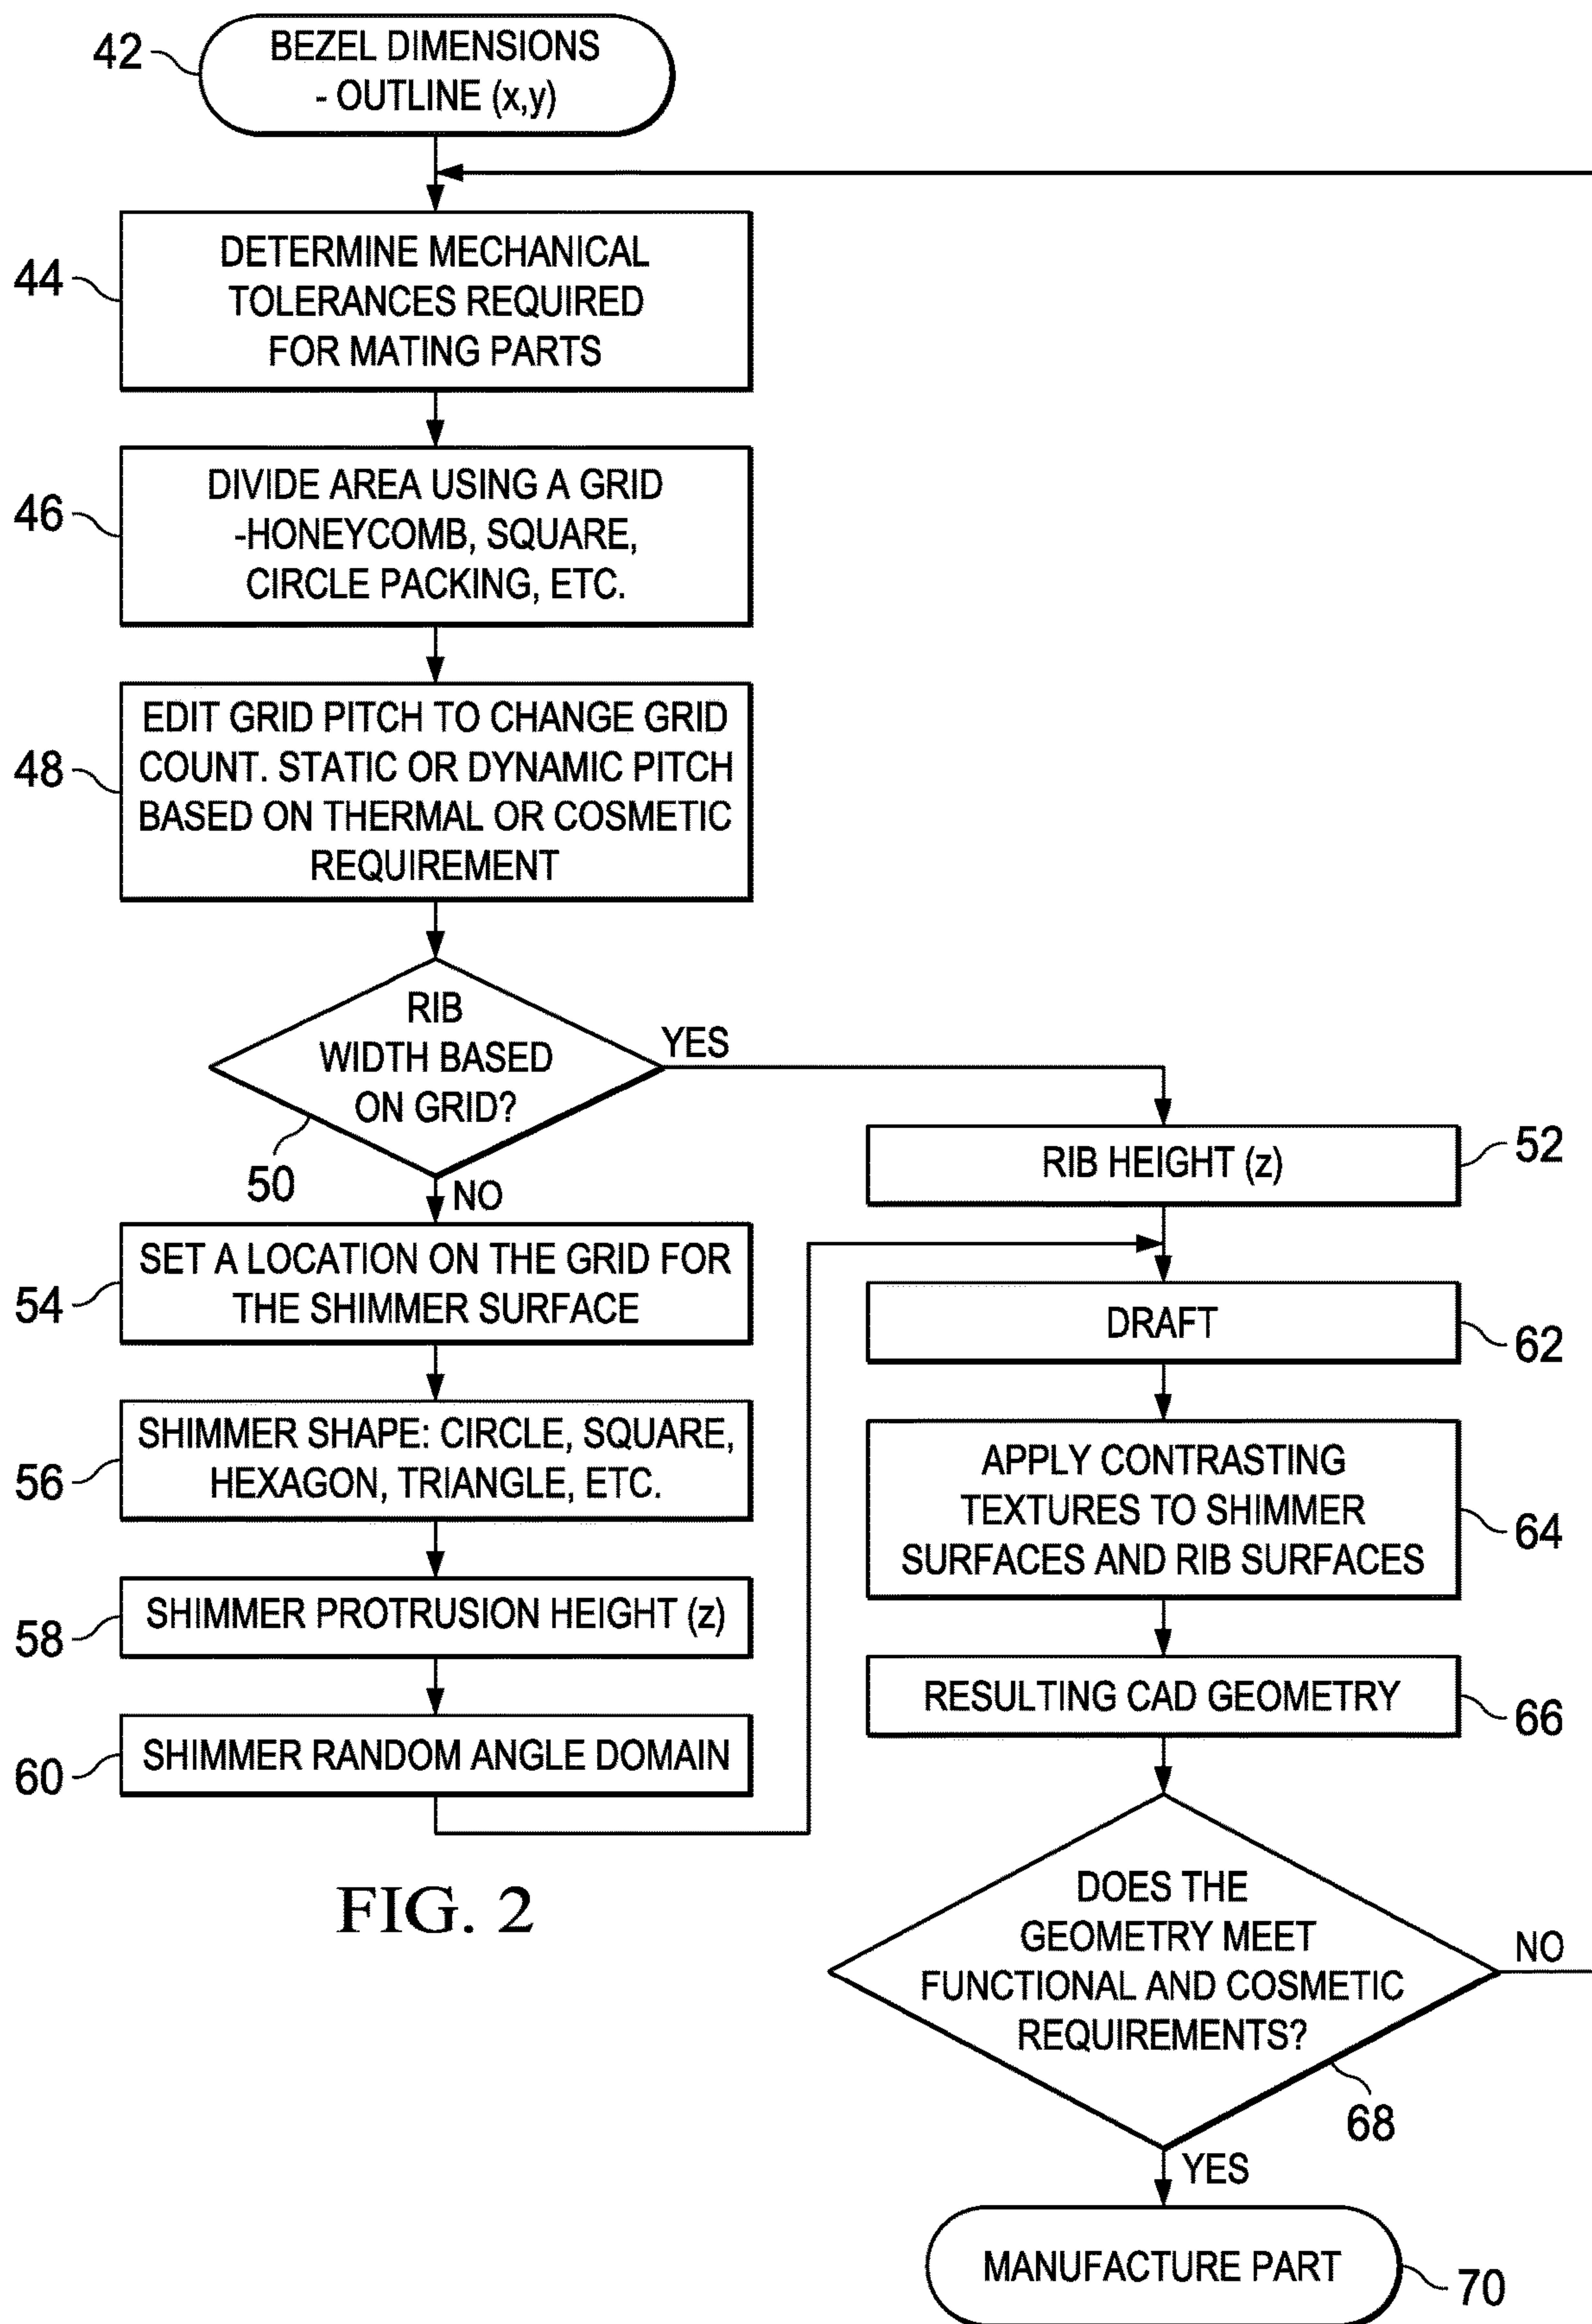 42
BEZEL DIMENSIONS
- OUTLINE (x,y)
44
DETERMINE MECHANICAL
TOLERANCES REQUIRED
FOR MATING PARTS
46
DIVIDE AREA USING A GRID
-HONEYCOMB, SQUARE,
CIRCLE PACKING, ETC.
48
EDIT GRID PITCH TO CHANGE GRID
COUNT. STATIC OR DYNAMIC PITCH
BASED ON THERMAL OR COSMETIC
REQUIREMENT
RIB
WIDTH BASED
ON GRID?
50
YES
NO
54
SET A LOCATION ON THE GRID FOR
THE SHIMMER SURFACE
56
SHIMMER SHAPE: CIRCLE, SQUARE,
HEXAGON, TRIANGLE, ETC.
58
SHIMMER PROTRUSION HEIGHT (z)
60
SHIMMER RANDOM ANGLE DOMAIN
RIB HEIGHT (z)
52
DRAFT
62
APPLY CONTRASTING
TEXTURES TO SHIMMER
SURFACES AND RIB SURFACES
64
RESULTING CAD GEOMETRY
66
DOES THE
GEOMETRY MEET
FUNCTIONAL AND COSMETIC
REQUIREMENTS?
68
NO
YES
MANUFACTURE PART
70
FIG. 2